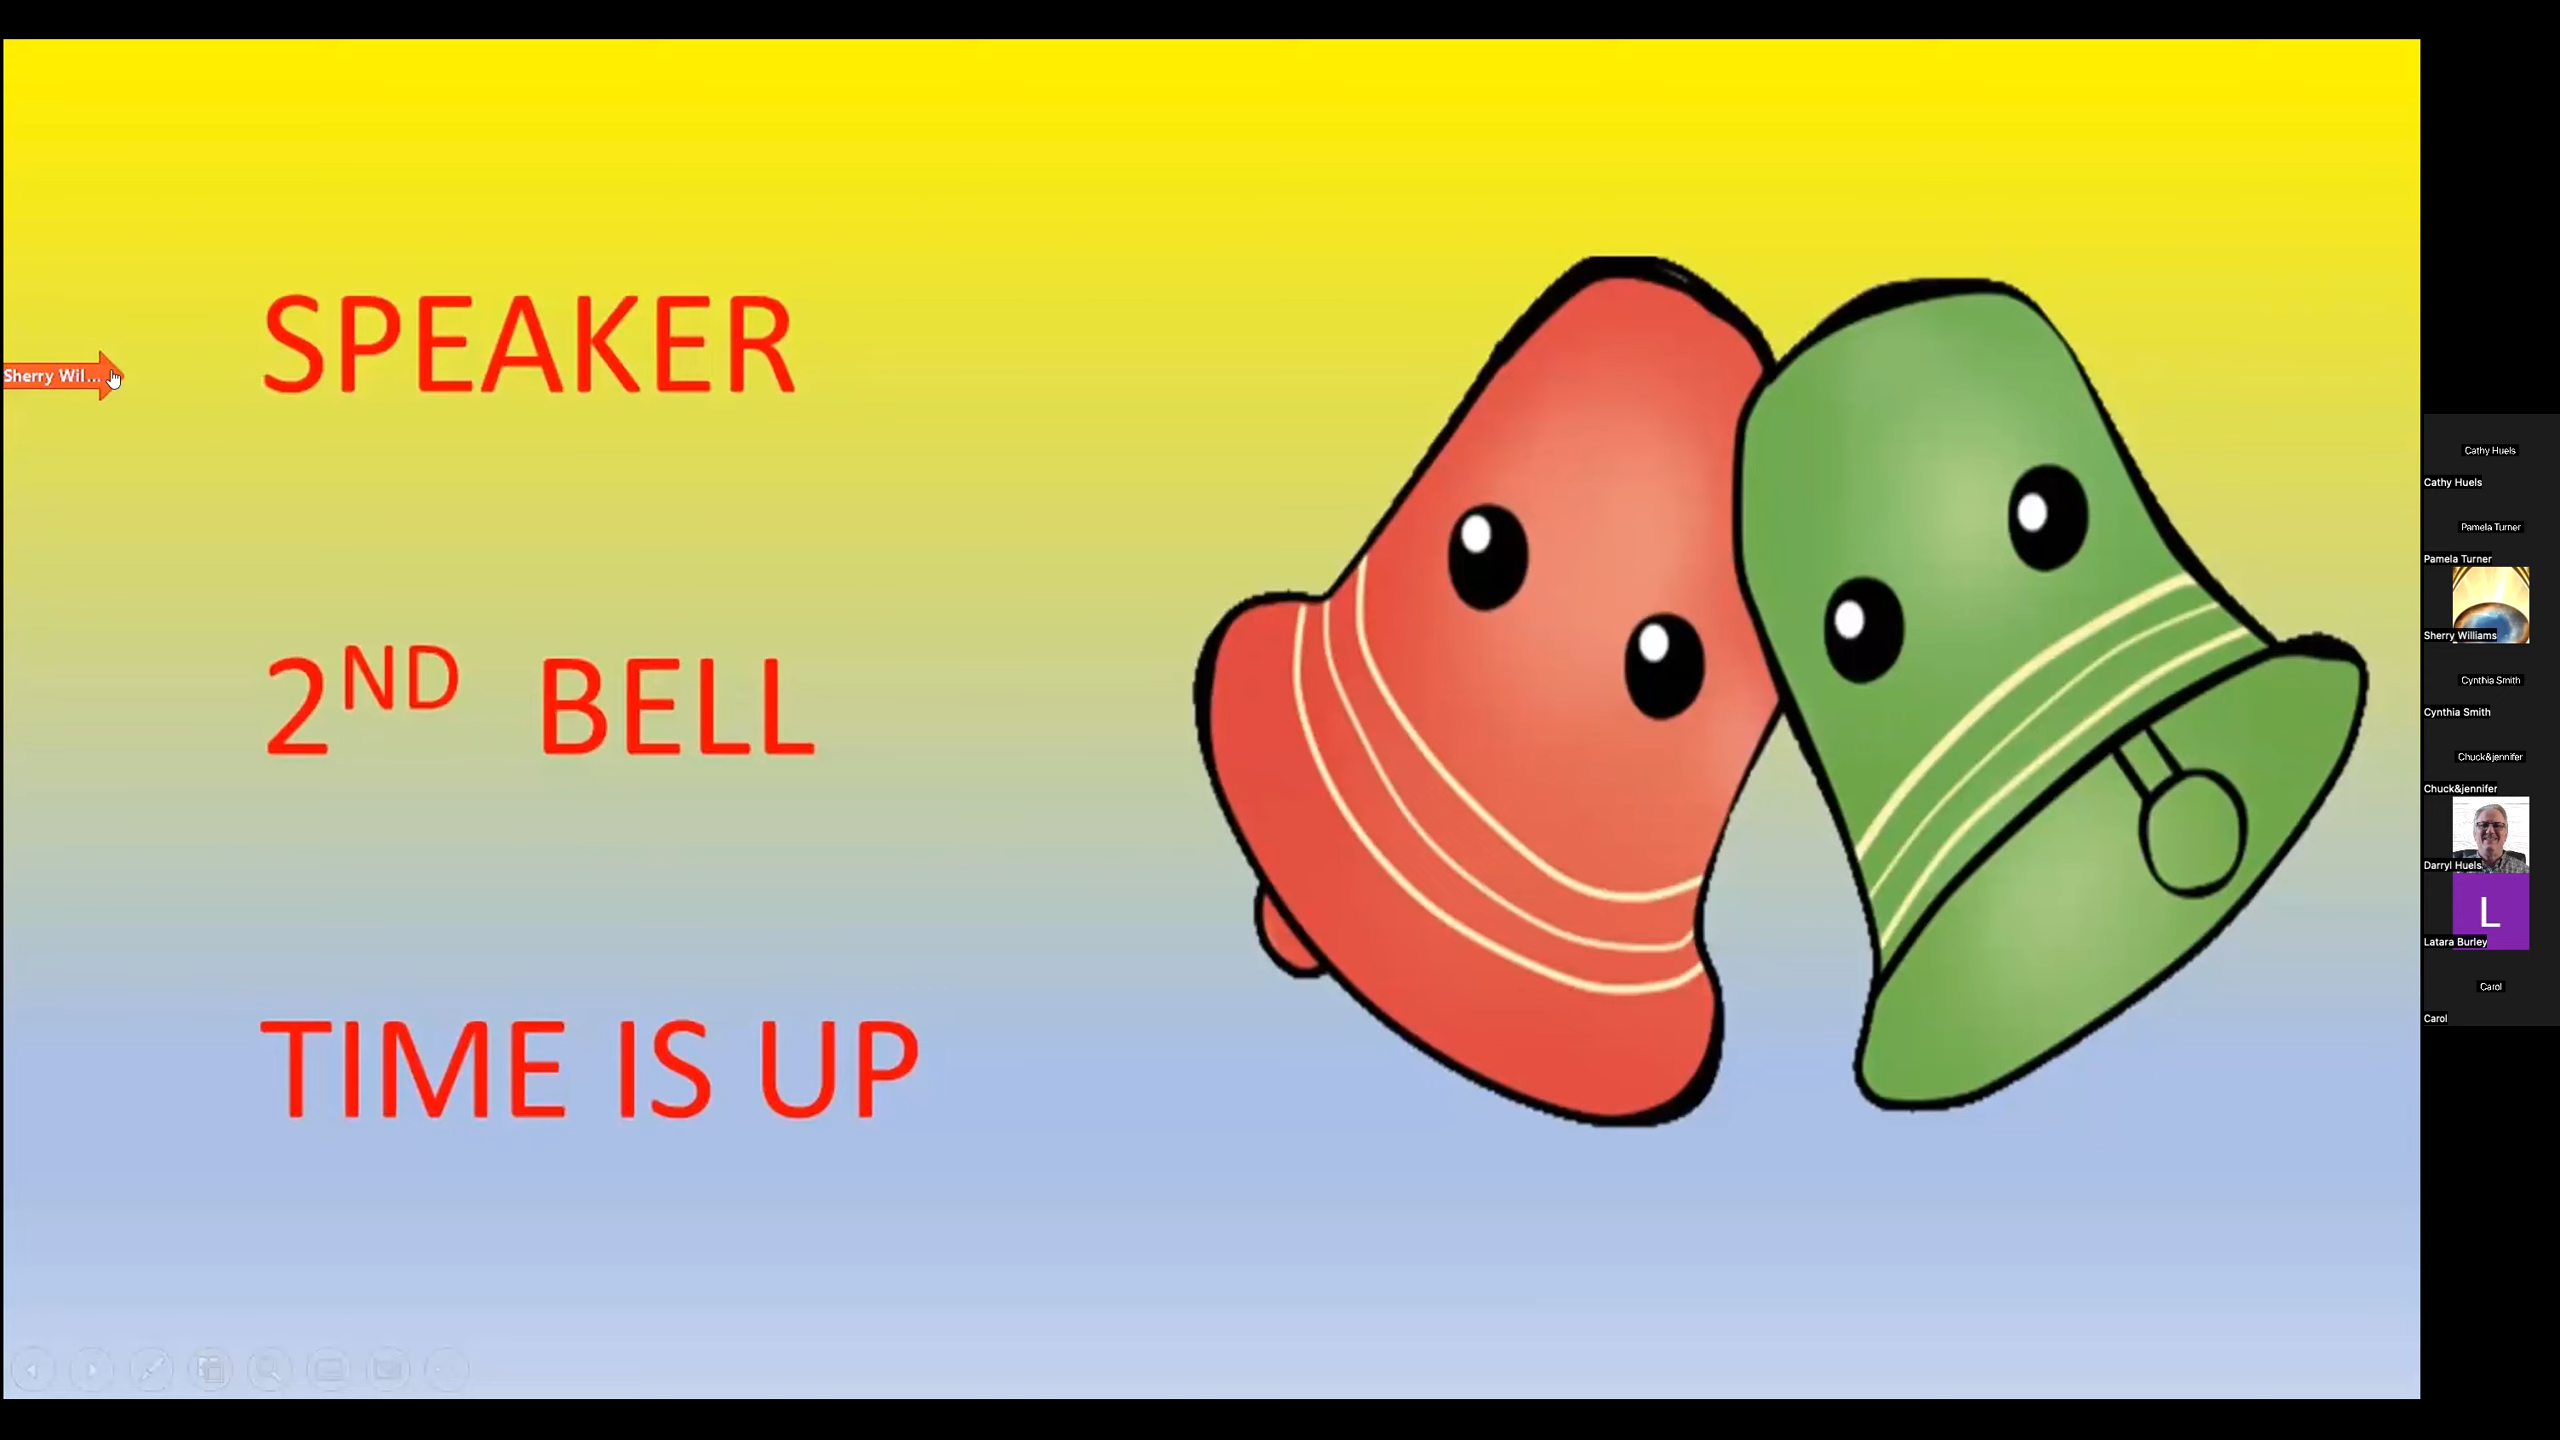 SPEAKER
Sherry Wil...
2ND BELL
TIME IS UP
Cathy Huels
Cathy Huels
Pamela Turner
Pamela Turner
Sherry Williams
Cynthia Smith
Cynthia Smith
Chuck&jennifer
Chuck&jennifer
Darryl Huels
L
Latara Burley
Carol
Carol